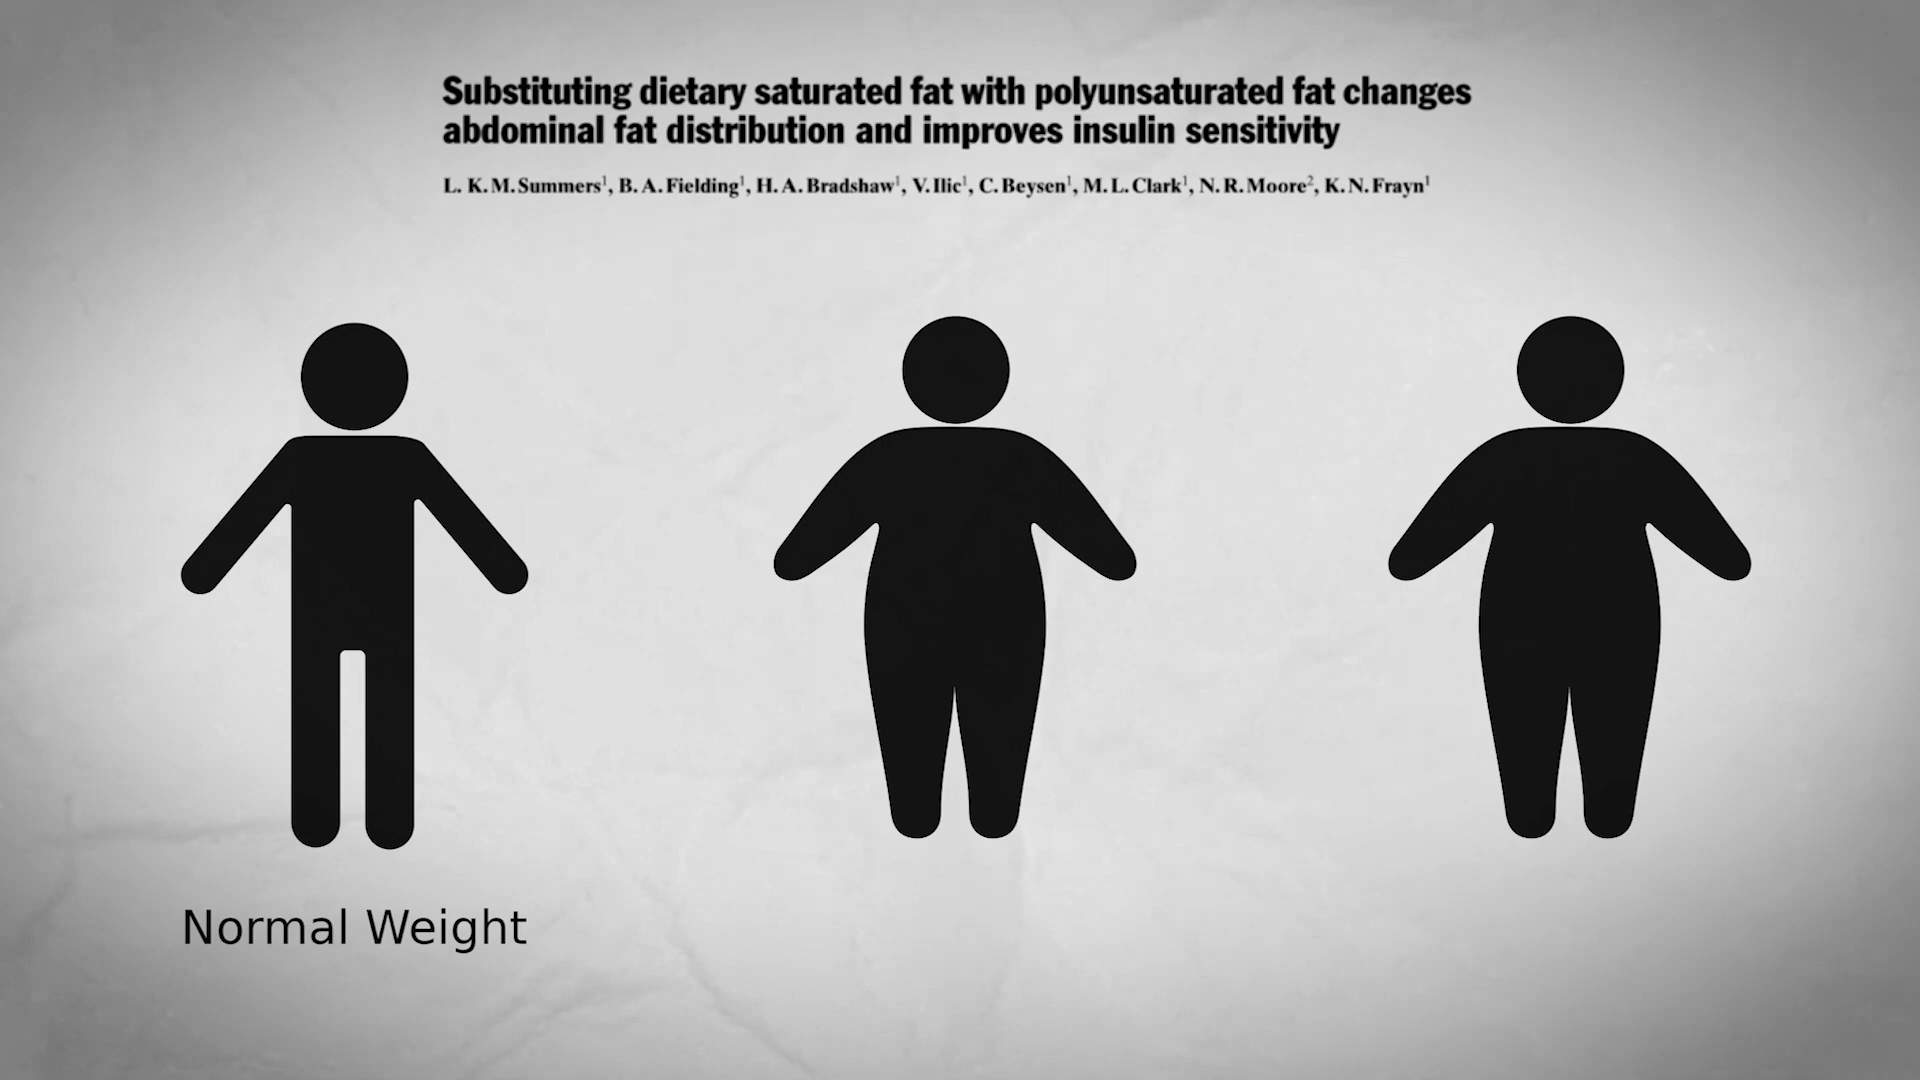 Substituting dietary saturated fat with polyunsaturated fat changes
abdominal fat distribution and improves insulin sensitivity
L. K. M. Summers¹, B. A. Fielding¹, H. A. Bradshaw¹, V. Ilic¹, C. Beysen¹, M. L. Clark¹, N. R. Moore², K. N. Frayn¹
Normal Weight